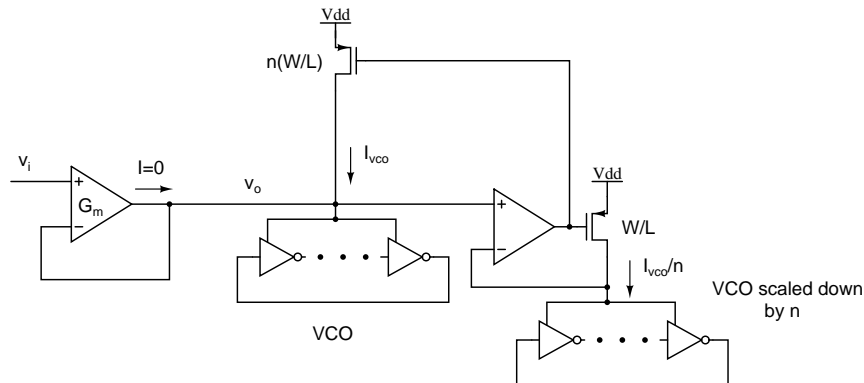 Vdd
n(W/L)
I=0
v_i
G_m
+
−
v_o
I_vco
+
−
Vdd
W/L
I_vco/n
VCO
VCO scaled down
by n